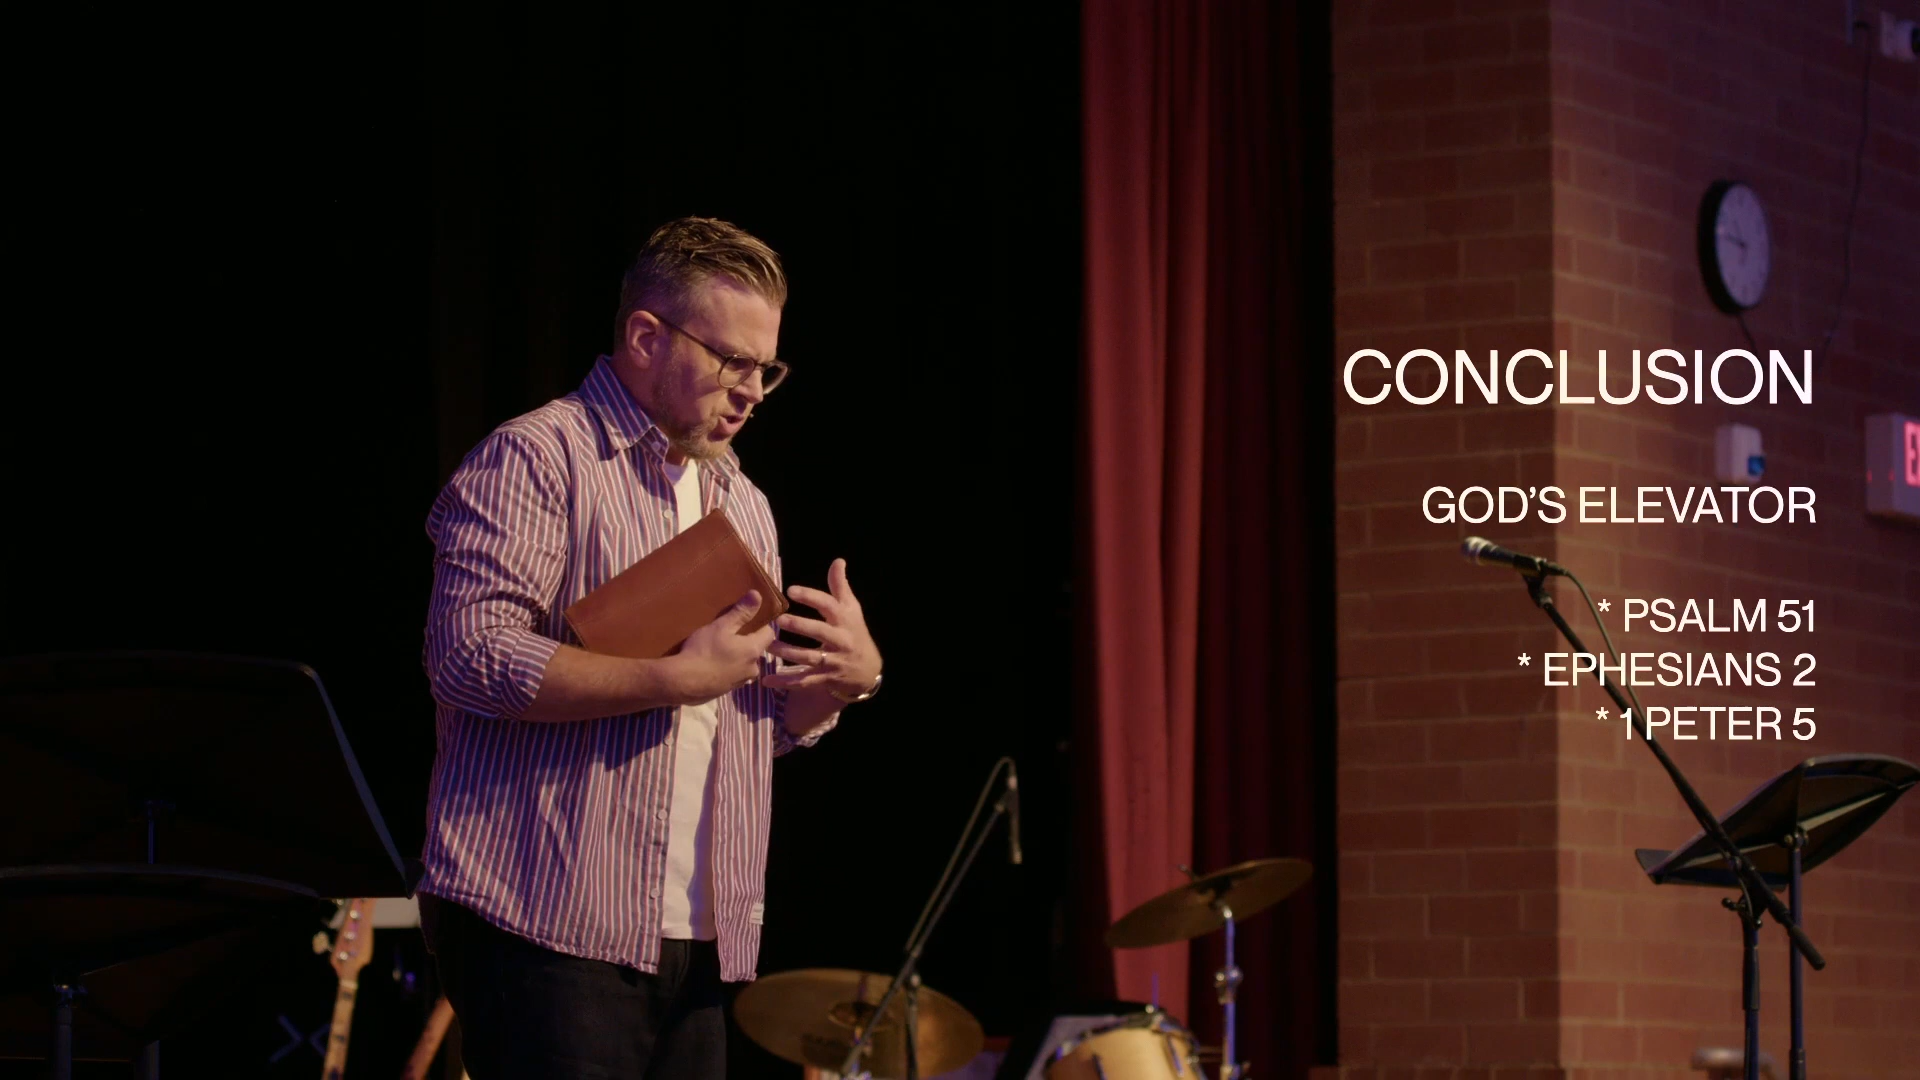 CONCLUSION
GOD’S ELEVATOR
* PSALM 51
* EPHESIANS 2
* 1 PETER 5